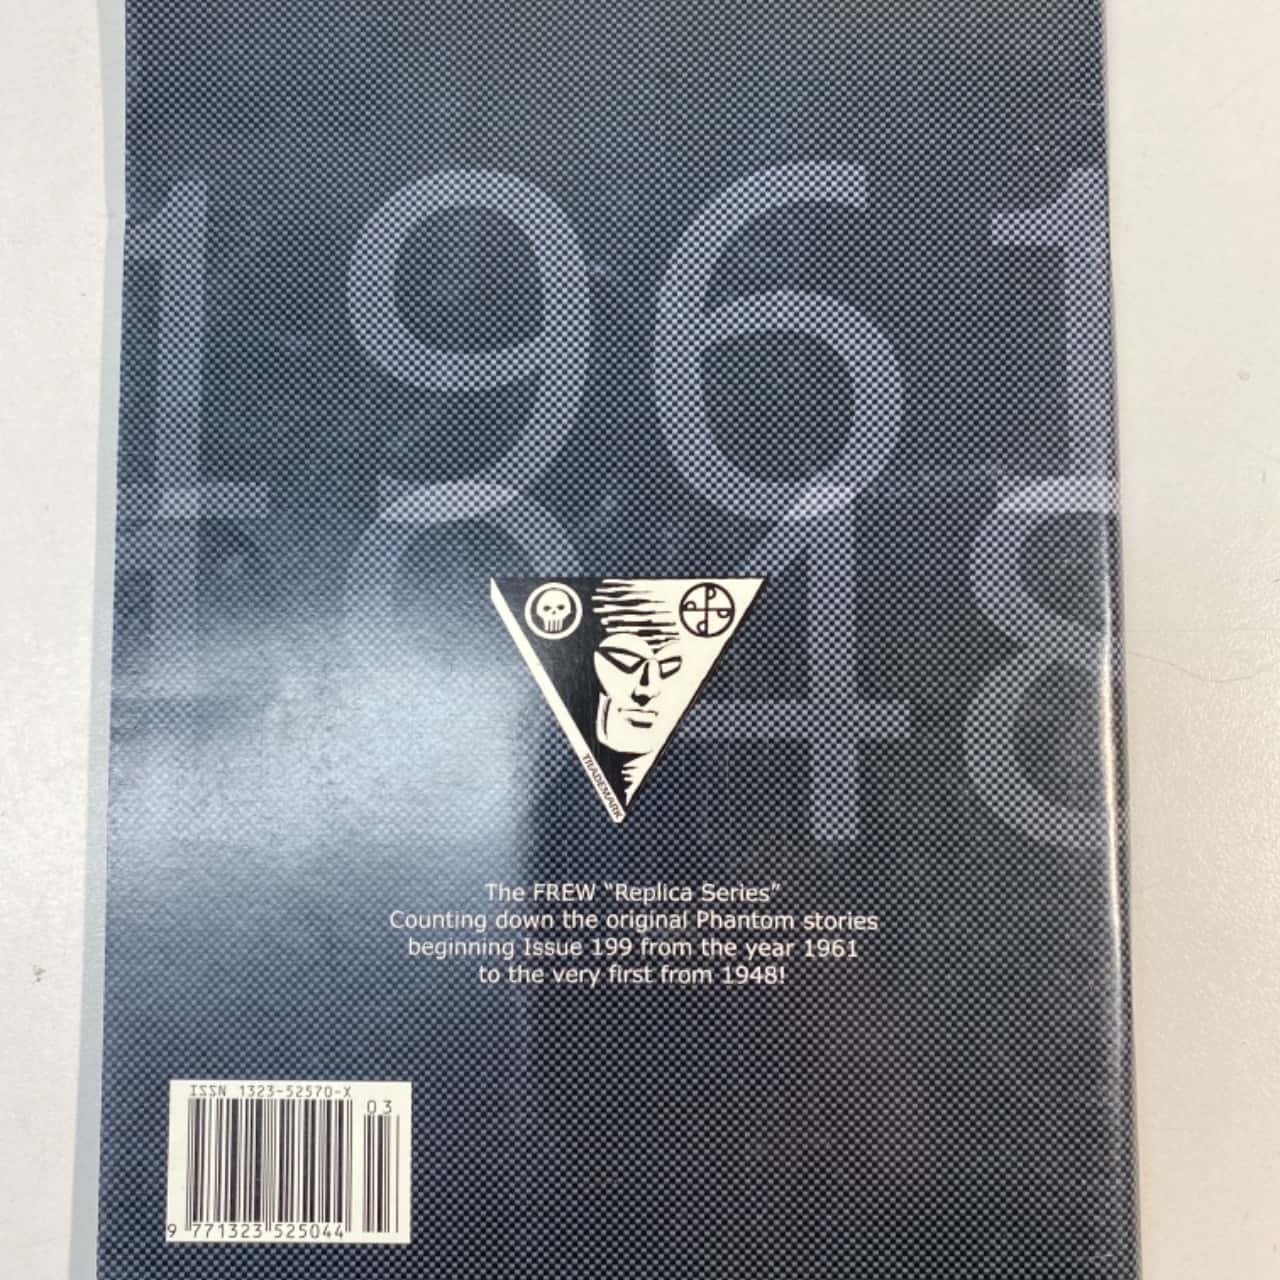 1961
1948
TRADEMARK
The FREW “Replica Series”
Counting down the original Phantom stories
beginning Issue 199 from the year 1961
to the very first from 1948!
ISSN 1323-52570-X
03
9 771323 525044